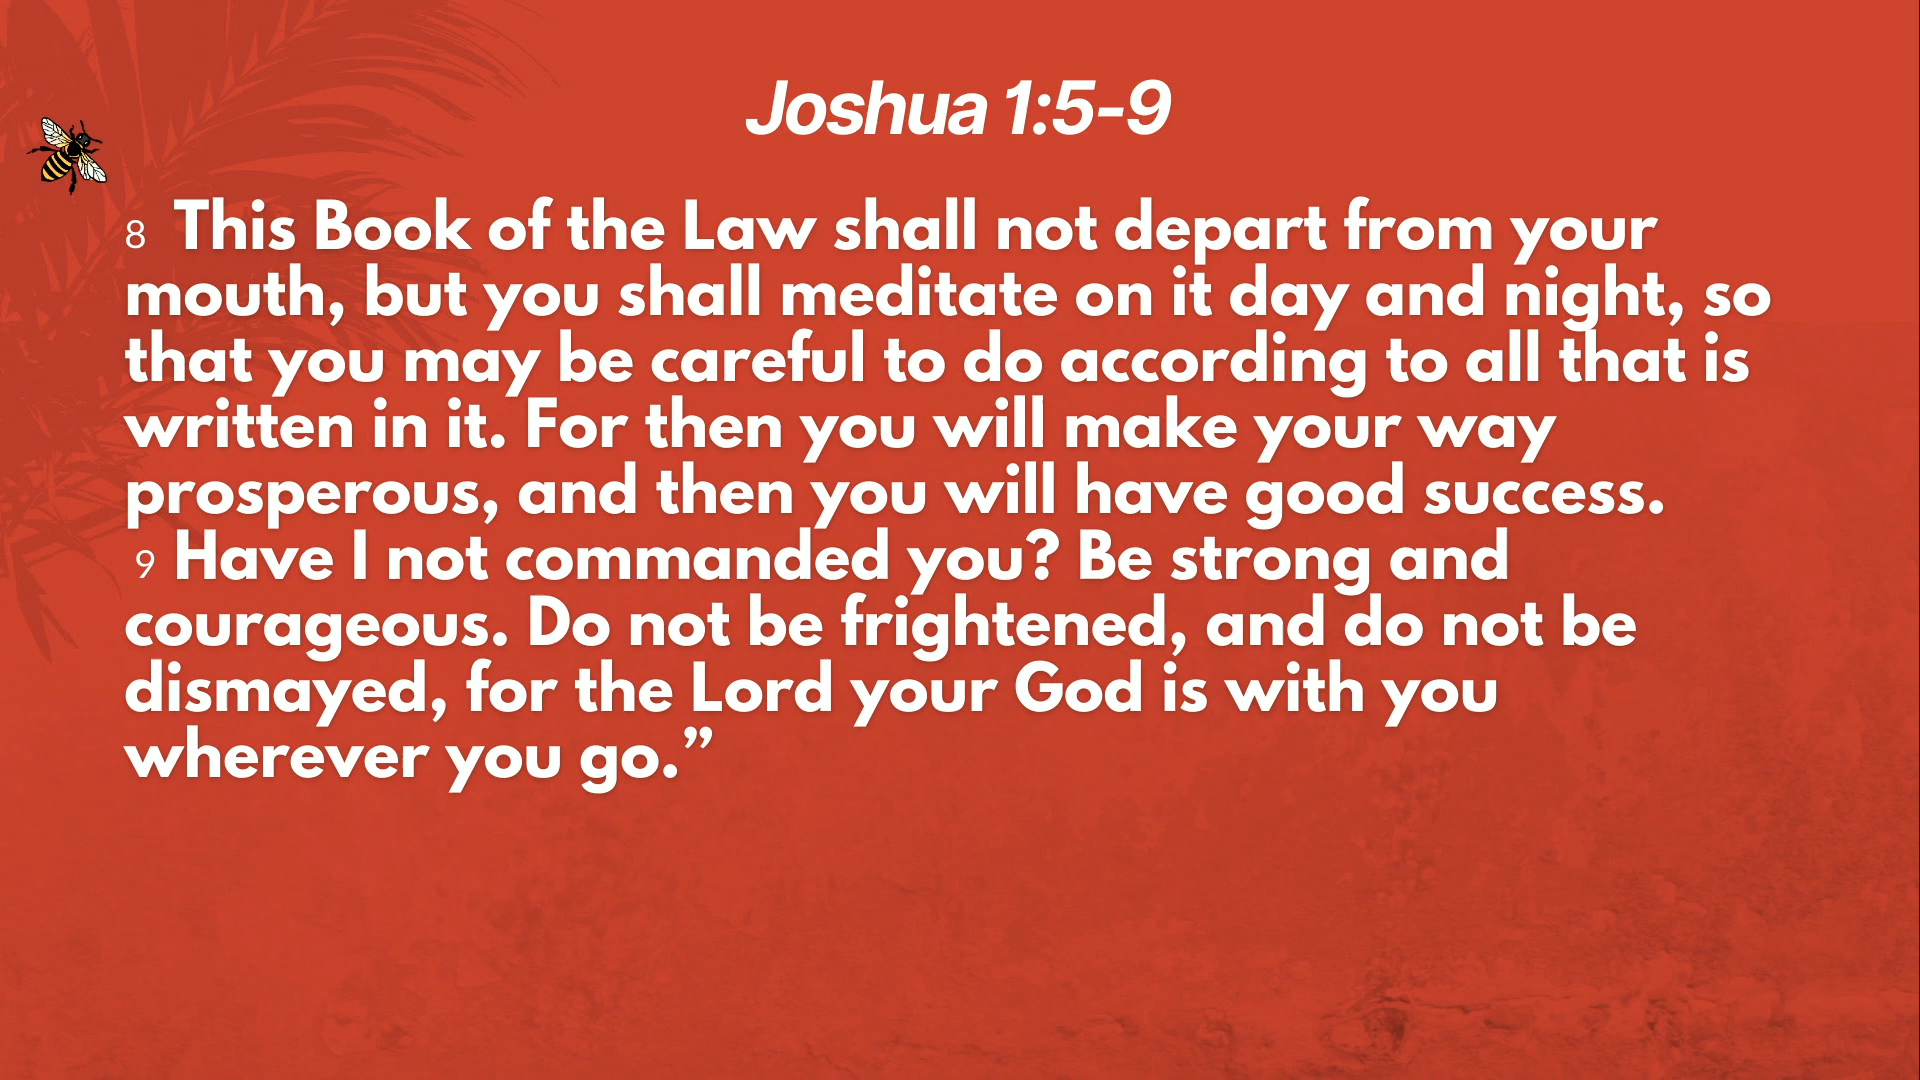 Joshua 1:5-9
8 This Book of the Law shall not depart from your
mouth, but you shall meditate on it day and night, so
that you may be careful to do according to all that is
written in it. For then you will make your way
prosperous, and then you will have good success.
9 Have I not commanded you? Be strong and
courageous. Do not be frightened, and do not be
dismayed, for the Lord your God is with you
wherever you go.”